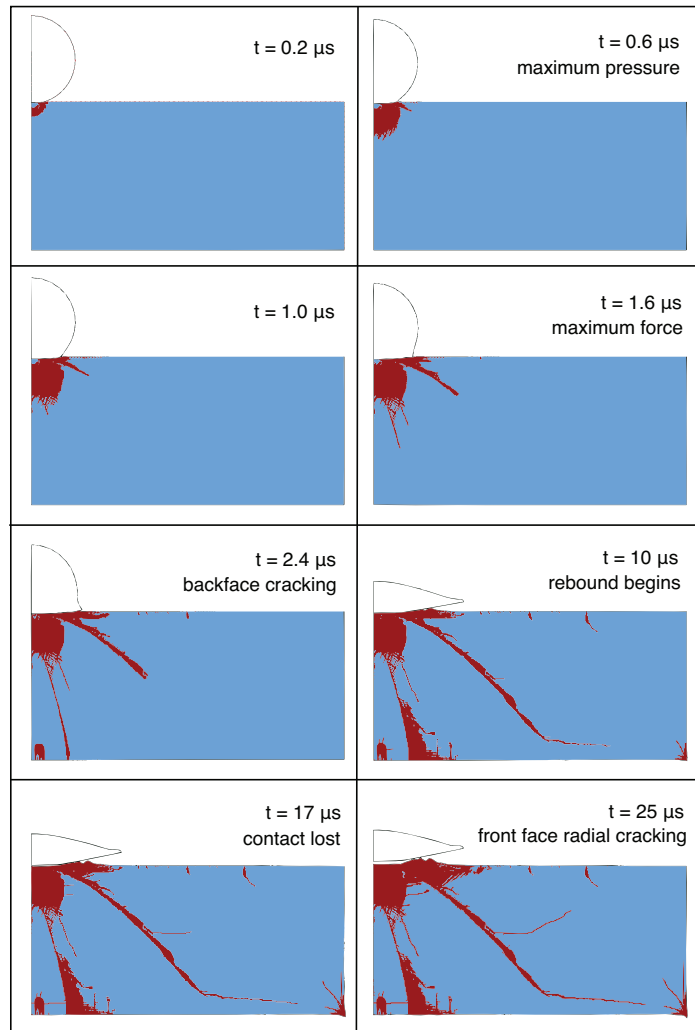 t = 0.2 μs
t = 0.6 μs
maximum pressure
t = 1.0 μs
t = 1.6 μs
maximum force
t = 2.4 μs
backface cracking
t = 10 μs
rebound begins
t = 17 μs
contact lost
t = 25 μs
front face radial cracking